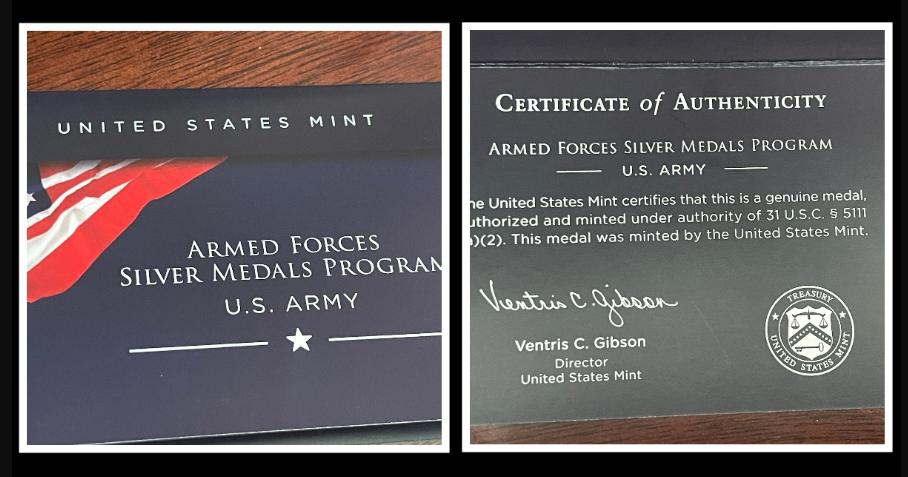 UNITED STATES MINT
ARMED FORCES
SILVER MEDALS PROGRAM
U.S. ARMY
CERTIFICATE of AUTHENTICITY
ARMED FORCES SILVER MEDALS PROGRAM
U.S. ARMY
he United States Mint certifies that this is a genuine medal,
uthorized and minted under authority of 31 U.S.C. § 5111
)(2). This medal was minted by the United States Mint.
Ventris C. Gibson
Ventris C. Gibson
Director
United States Mint
TREASURY
UNITED STATES MINT